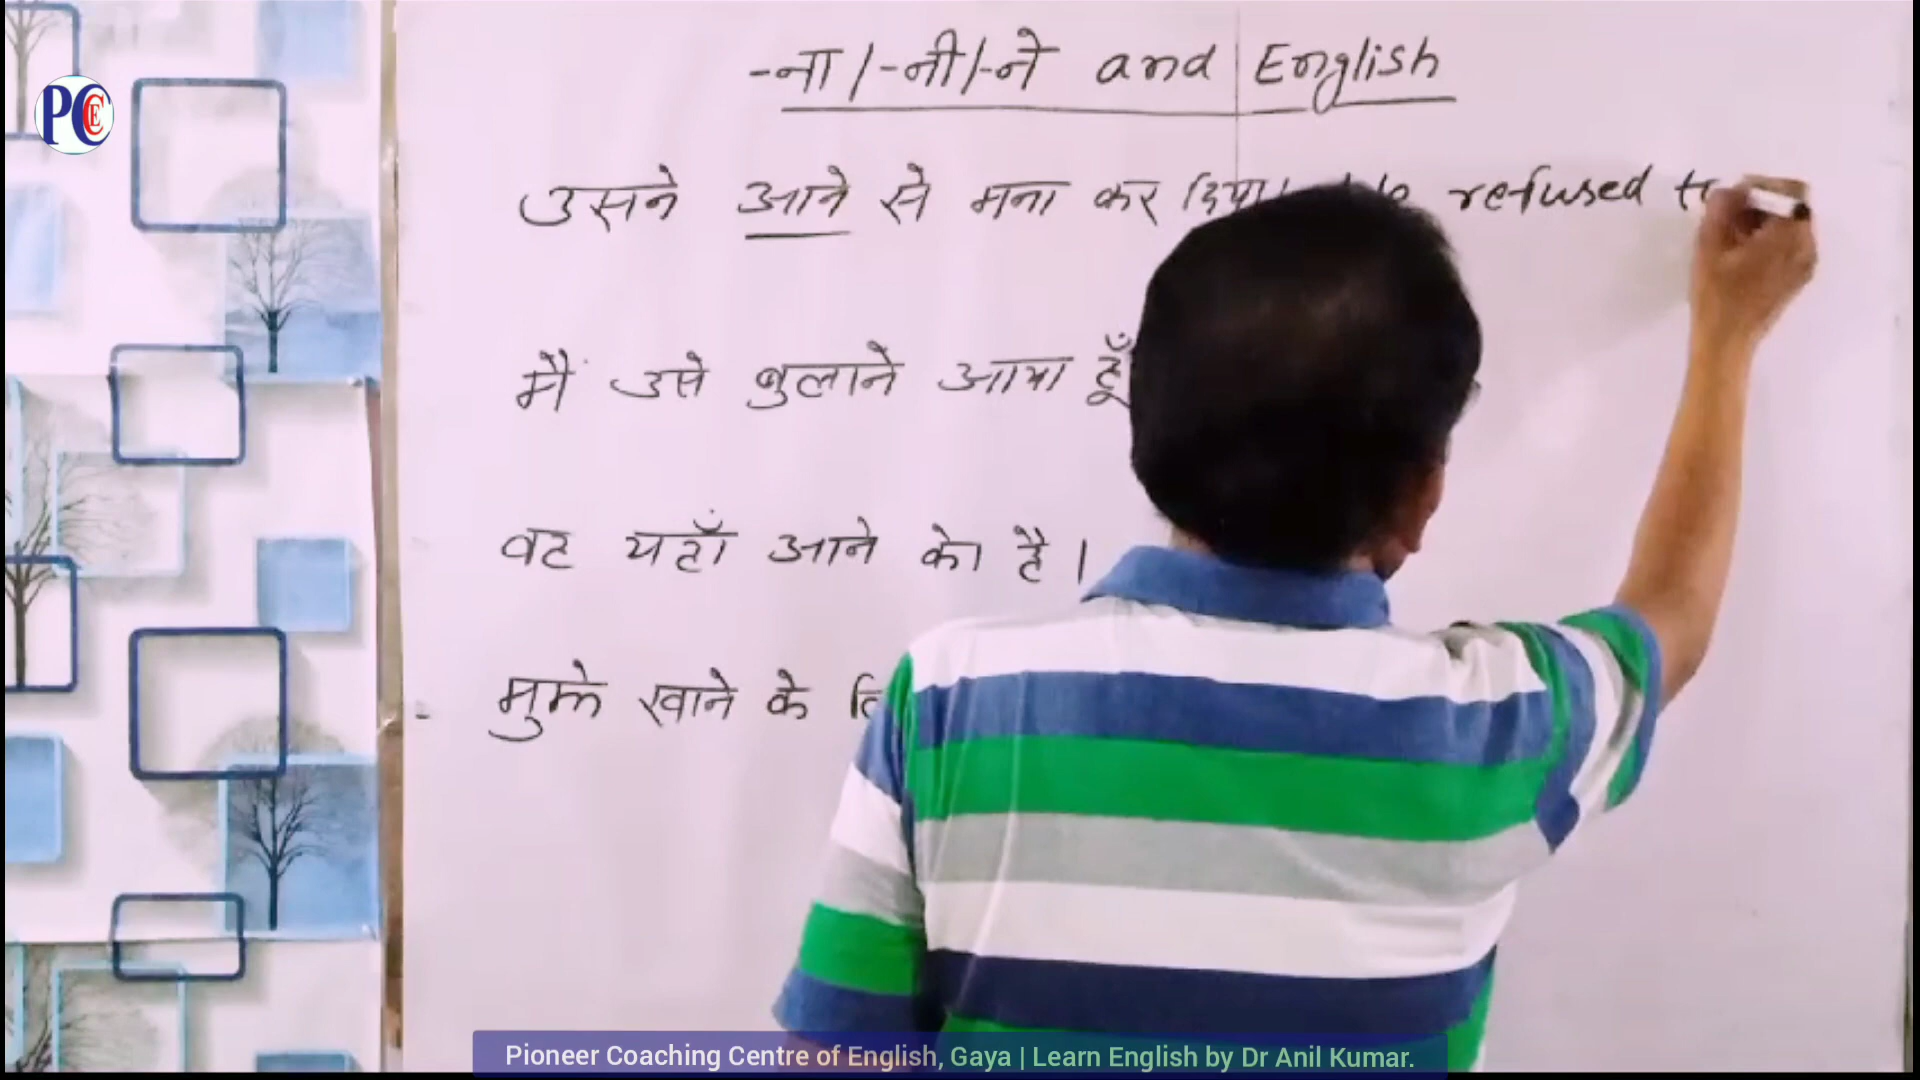 PCE
-ना/-नी/-ने and English
उसने आने से मना कर दिया। refused to
मैं उसे बुलाने आया हूँ
वह यहाँ आने को है।
मुझे खाने के
Pioneer Coaching Centre of English, Gaya | Learn English by Dr Anil Kumar.